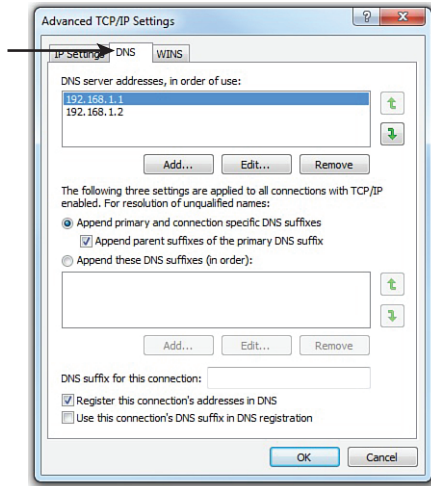 Advanced TCP/IP Settings
IP Settings DNS WINS
DNS server addresses, in order of use:
192.168.1.1
192.168.1.2
Add... Edit... Remove
The following three settings are applied to all connections with TCP/IP
enabled. For resolution of unqualified names:
Append primary and connection specific DNS suffixes
Append parent suffixes of the primary DNS suffix
Append these DNS suffixes (in order):
Add... Edit... Remove
DNS suffix for this connection:
Register this connection's addresses in DNS
Use this connection's DNS suffix in DNS registration
OK Cancel